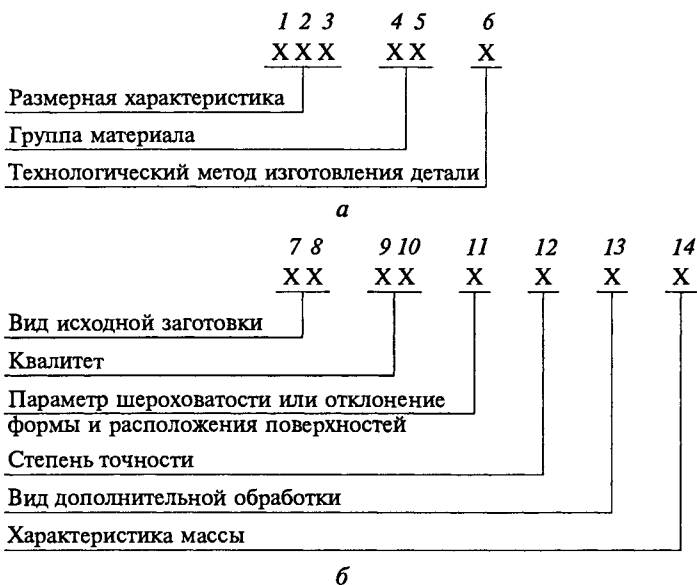 1 2 3 4 5 6
X X X X X X
Размерная характеристика
Группа материала
Технологический метод изготовления детали
а
7 8 9 10 11 12 13 14
X X X X X X X X
Вид исходной заготовки
Квалитет
Параметр шероховатости или отклонение
формы и расположения поверхностей
Степень точности
Вид дополнительной обработки
Характеристика массы
б